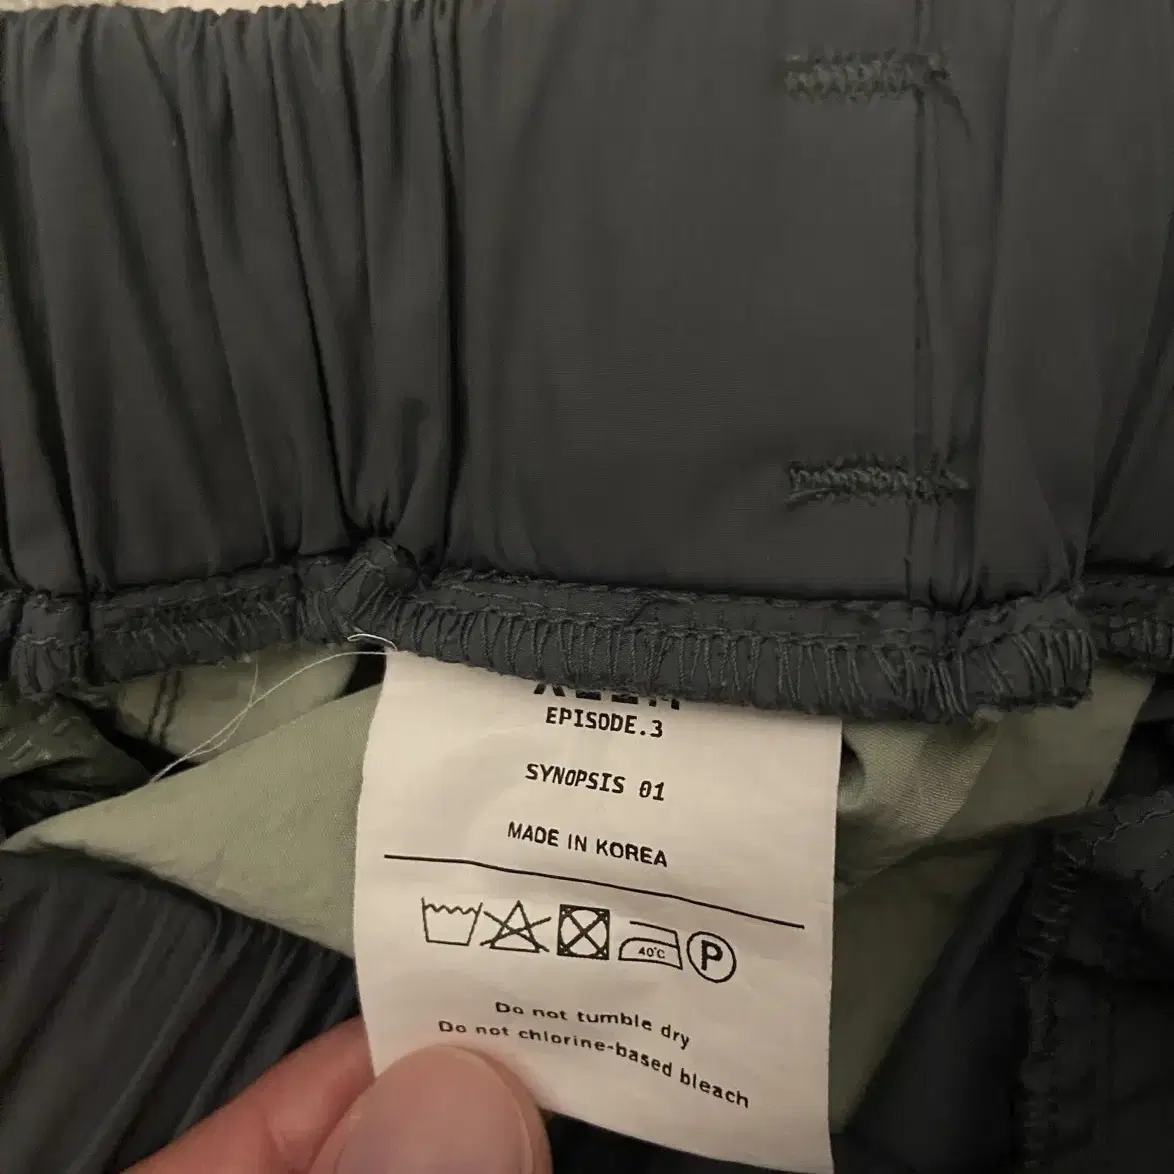 EPISODE.3
SYNOPSIS 01
MADE IN KOREA
40°C
P
Do not tumble dry
Do not chlorine-based bleach